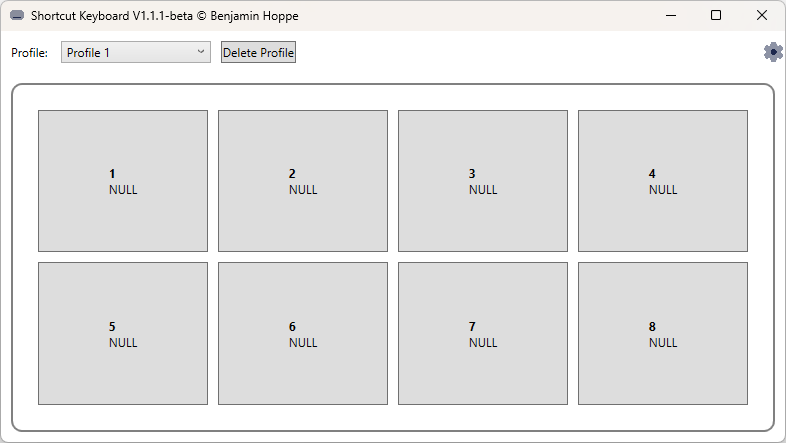 Shortcut Keyboard V1.1.1-beta © Benjamin Hoppe
Profile: Profile 1 Delete Profile
1 2 3 4
NULL NULL NULL NULL
5 6 7 8
NULL NULL NULL NULL